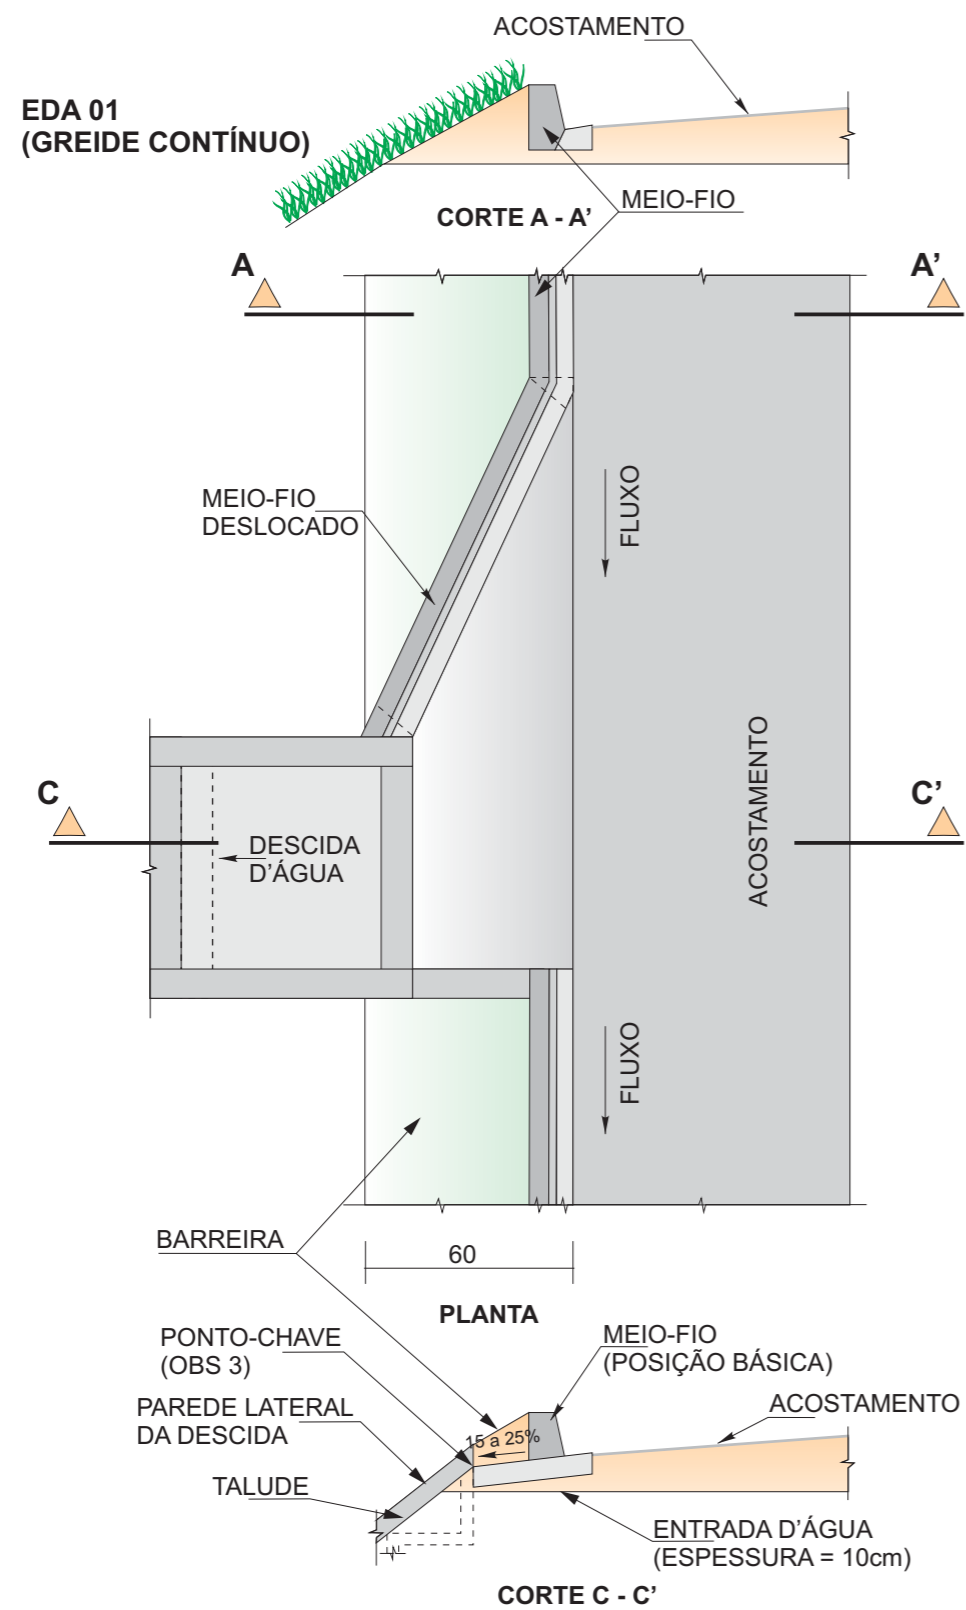 ACOSTAMENTO
EDA 01
(GREIDE CONTÍNUO)
CORTE A - A’
MEIO-FIO
A
A’
MEIO-FIO
DESLOCADO
FLUXO
ACOSTAMENTO
C
C’
DESCIDA
D’ÁGUA
FLUXO
BARREIRA
60
PLANTA
PONTO-CHAVE
(OBS 3)
MEIO-FIO
(POSIÇÃO BÁSICA)
PAREDE LATERAL
DA DESCIDA
ACOSTAMENTO
15 a 25%
TALUDE
ENTRADA D’ÁGUA
(ESPESSURA = 10cm)
CORTE C - C’